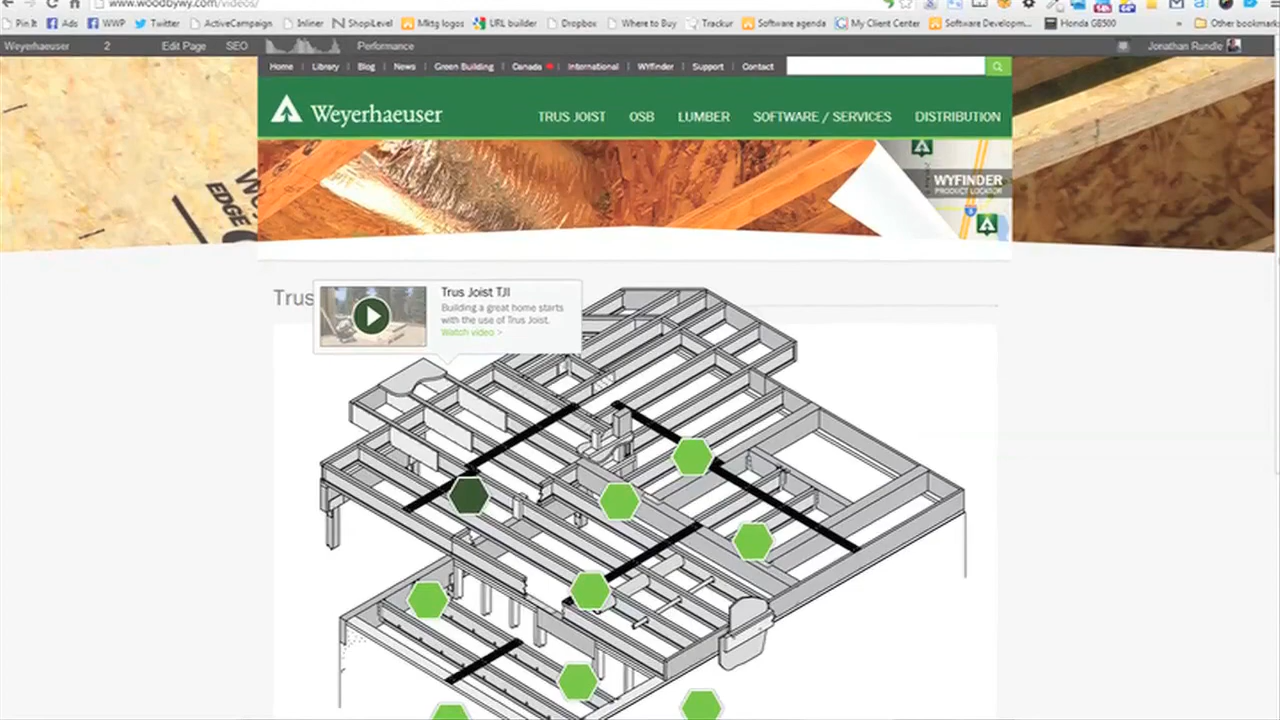 www.woodbywy.com/videos/
Pin It Ads WWP Twitter ActiveCampaign Inliner ShopiLevel Mktg logos URL builder Dropbox Where to Buy Trackur Software agenda My Client Center Software Developm... Honda GB500 » Other bookmark
Weyerhaeuser 2 Edit Page SEO Performance Jonathan Rundle
Home Library Blog News Green Building Canada International WYfinder Support Contact
Weyerhaeuser TRUS JOIST OSB LUMBER SOFTWARE / SERVICES DISTRIBUTION
WYFINDER
PRODUCT LOCATOR
EDGE
Trus
Trus Joist TJI
Building a great home starts
with the use of Trus Joist.
Watch video >